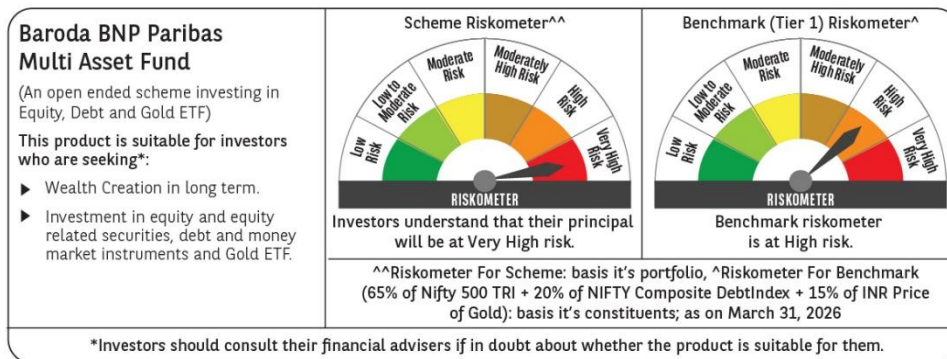 Baroda BNP Paribas
Multi Asset Fund
(An open ended scheme investing in
Equity, Debt and Gold ETF)
This product is suitable for investors
who are seeking*:
▶ Wealth Creation in long term.
▶ Investment in equity and equity
related securities, debt and money
market instruments and Gold ETF.
Scheme Riskometer^^
Low
Risk
Low to
Moderate
Risk
Moderate
Risk
Moderately
High Risk
High
Risk
Very High
Risk
RISKOMETER
Investors understand that their principal
will be at Very High risk.
Benchmark (Tier 1) Riskometer^
Low
Risk
Low to
Moderate
Risk
Moderate
Risk
Moderately
High Risk
High
Risk
Very High
Risk
RISKOMETER
Benchmark riskometer
is at High risk.
^^Riskometer For Scheme: basis it's portfolio, ^Riskometer For Benchmark
(65% of Nifty 500 TRI + 20% of NIFTY Composite DebtIndex + 15% of INR Price
of Gold): basis it's constituents; as on March 31, 2026
*Investors should consult their financial advisers if in doubt about whether the product is suitable for them.